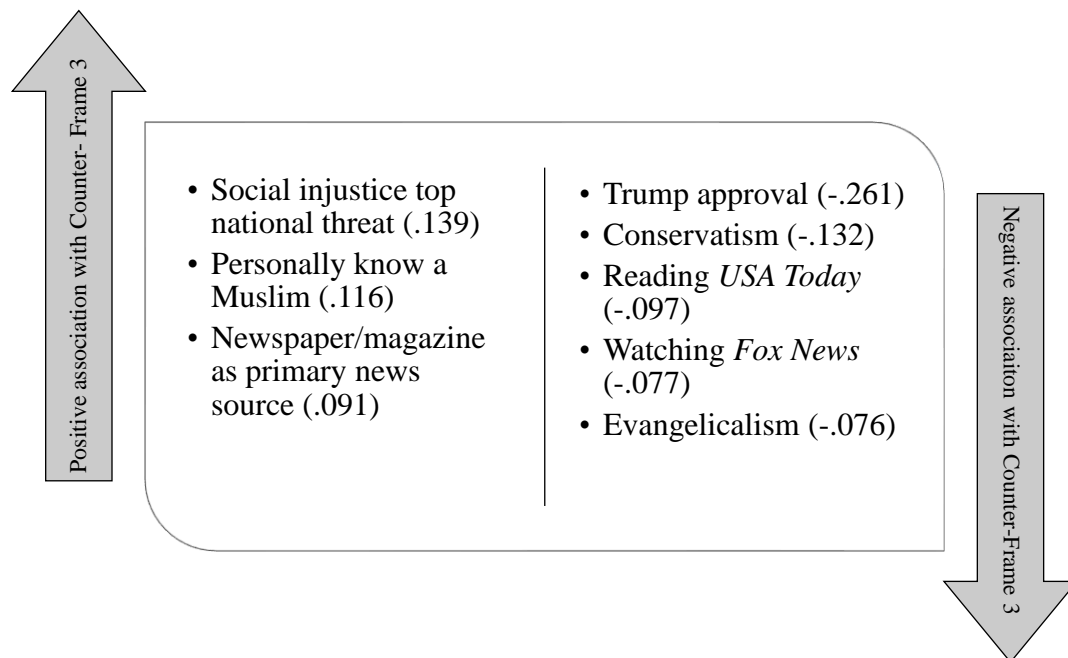 Positive association with Counter- Frame 3
• Social injustice top
national threat (.139)
• Personally know a
Muslim (.116)
• Newspaper/magazine
as primary news
source (.091)
• Trump approval (-.261)
• Conservatism (-.132)
• Reading USA Today
(-.097)
• Watching Fox News
(-.077)
• Evangelicalism (-.076)
Negative associaiton with Counter-Frame 3